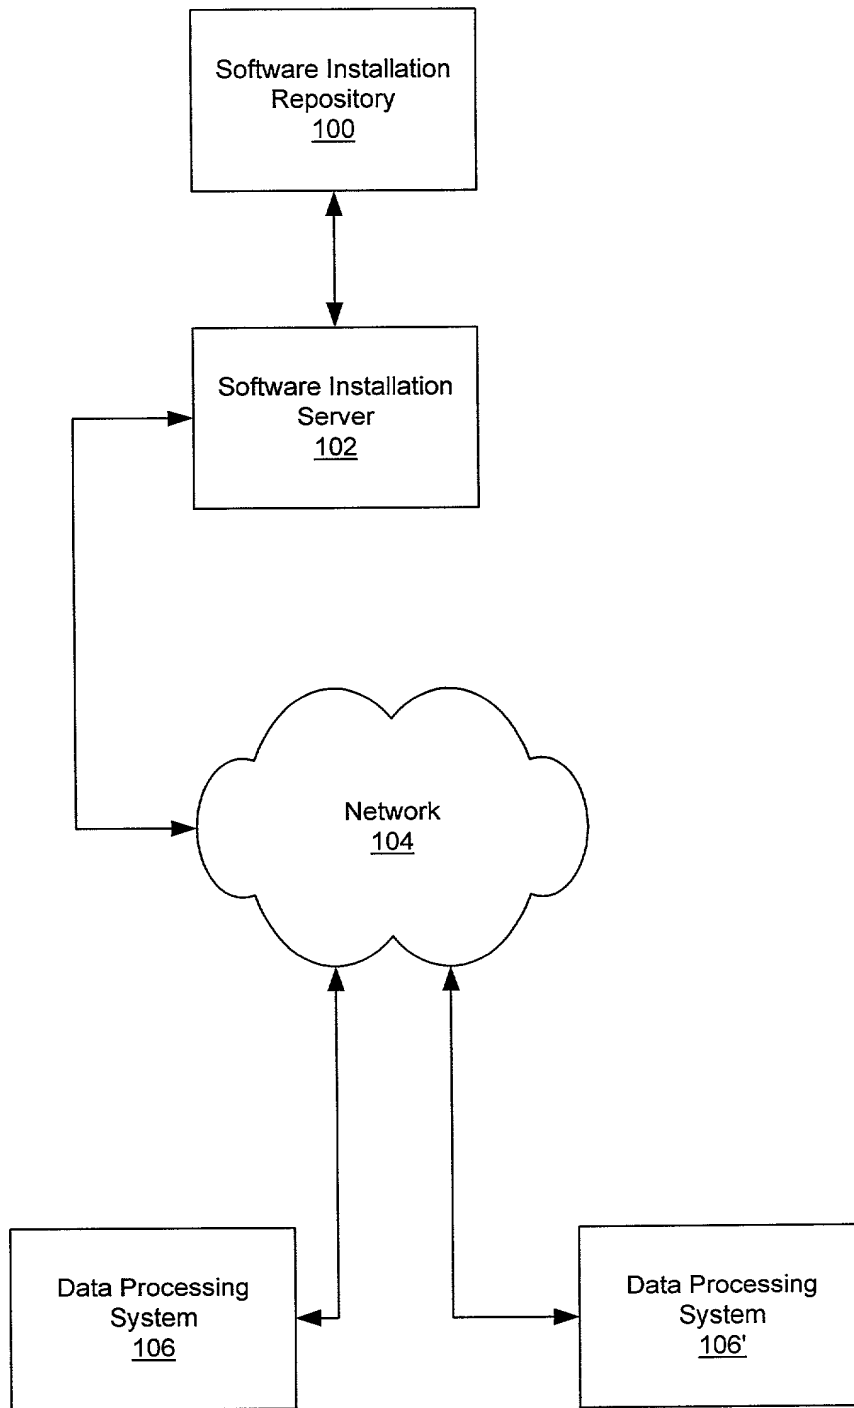 Software Installation
Repository
100
Software Installation
Server
102
Network
104
Data Processing
System
106
Data Processing
System
106'